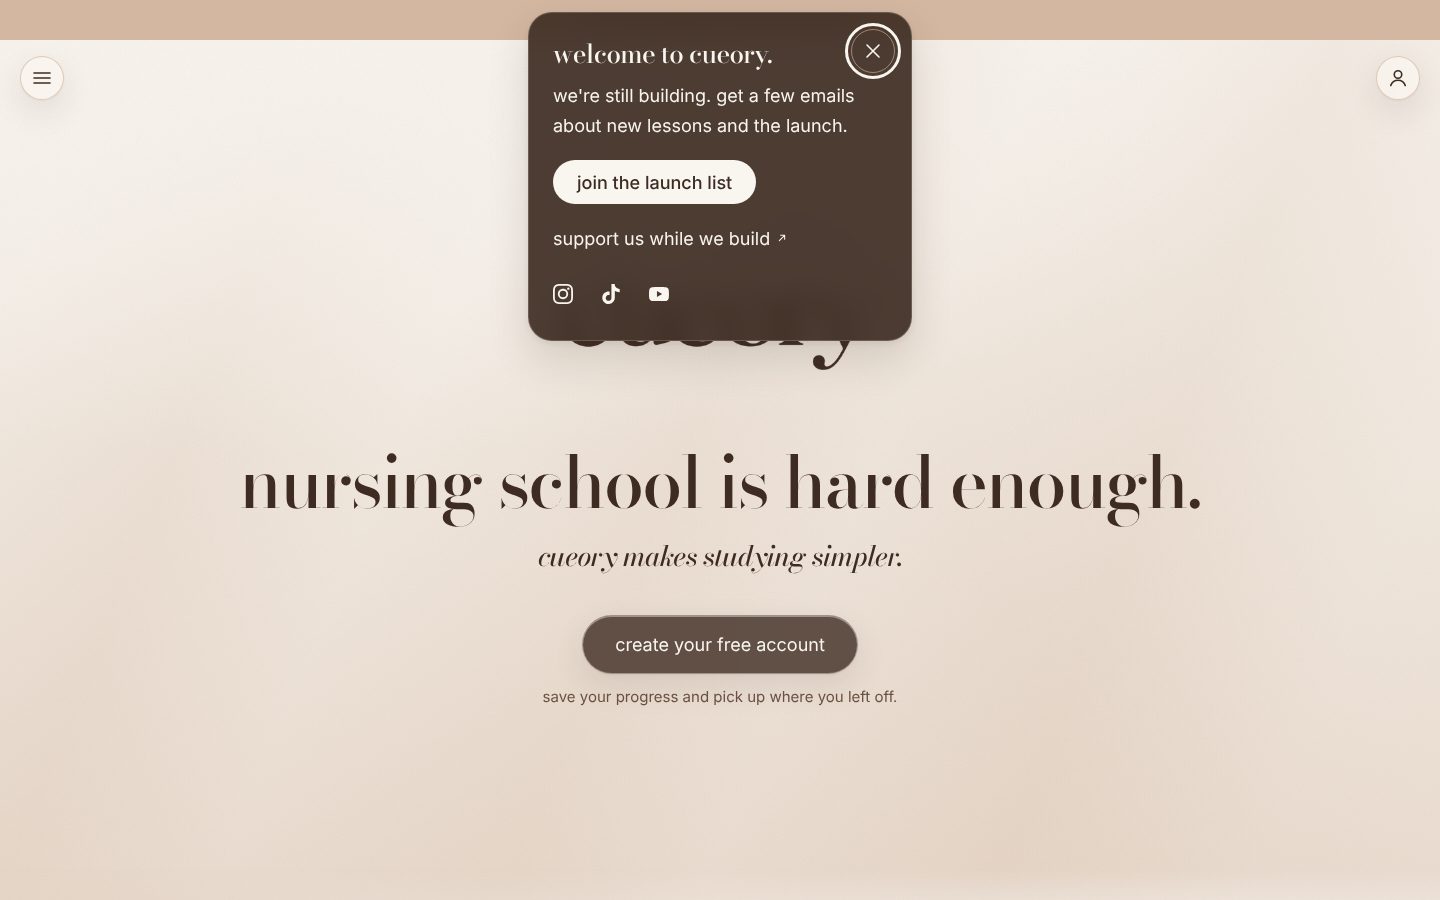 welcome to cueory.
we're still building. get a few emails
about new lessons and the launch.
join the launch list
support us while we build ↗
nursing school is hard enough.
cueory makes studying simpler.
create your free account
save your progress and pick up where you left off.